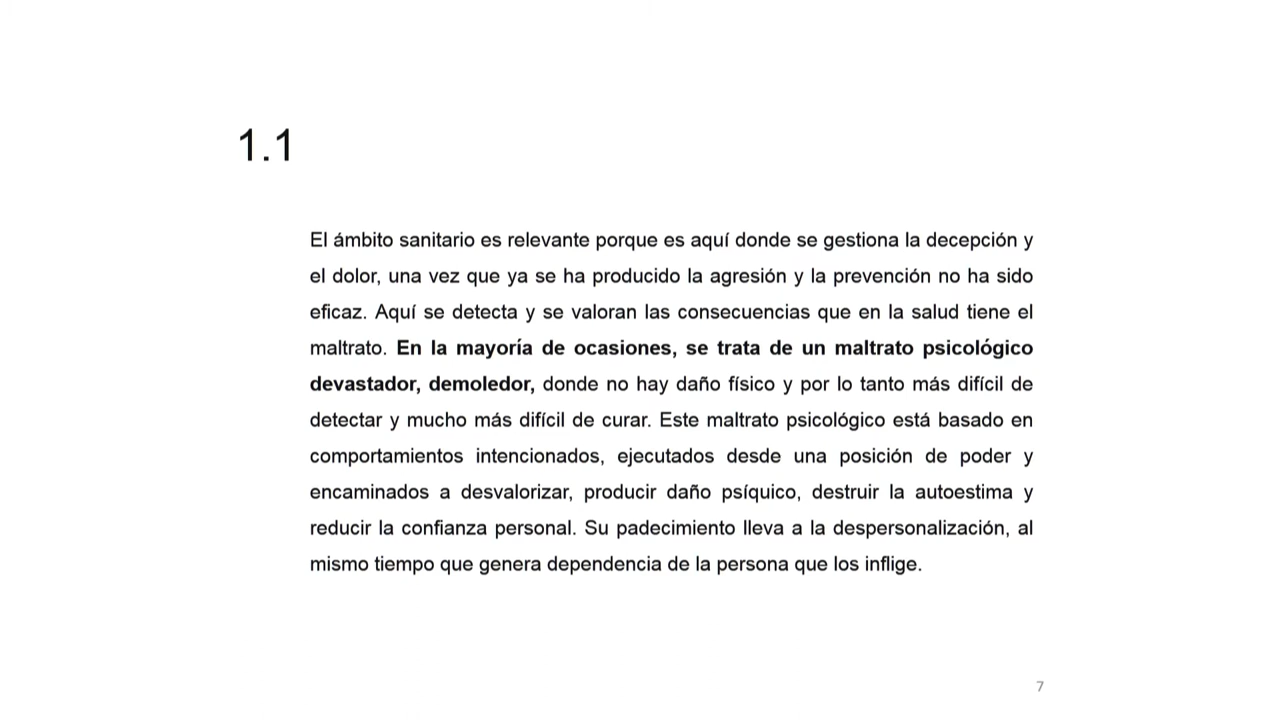 1.1
El ámbito sanitario es relevante porque es aquí donde se gestiona la decepción y
el dolor, una vez que ya se ha producido la agresión y la prevención no ha sido
eficaz. Aquí se detecta y se valoran las consecuencias que en la salud tiene el
maltrato. En la mayoría de ocasiones, se trata de un maltrato psicológico
devastador, demoledor, donde no hay daño físico y por lo tanto más difícil de
detectar y mucho más difícil de curar. Este maltrato psicológico está basado en
comportamientos intencionados, ejecutados desde una posición de poder y
encaminados a desvalorizar, producir daño psíquico, destruir la autoestima y
reducir la confianza personal. Su padecimiento lleva a la despersonalización, al
mismo tiempo que genera dependencia de la persona que los inflige.
7